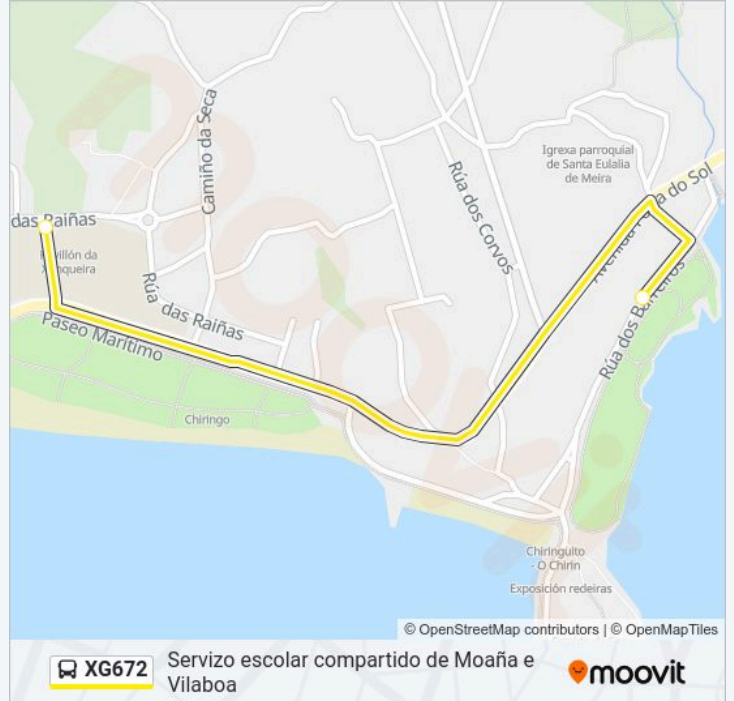 Camiño da Seca
Igrexa parroquial
de Santa Eulalia
de Meira
Rúa dos Corvos
Avenida Porta do Sol
das Raiñas
Pavillón da
Xunqueira
Rúa das Raiñas
Rúa dos Barreiros
Paseo Marítimo
Chiringo
Chiringuito
- O Chirin
Exposición redeiras
© OpenStreetMap contributors | © OpenMapTiles
XG672
Servizo escolar compartido de Moaña e
Vilaboa
moovit